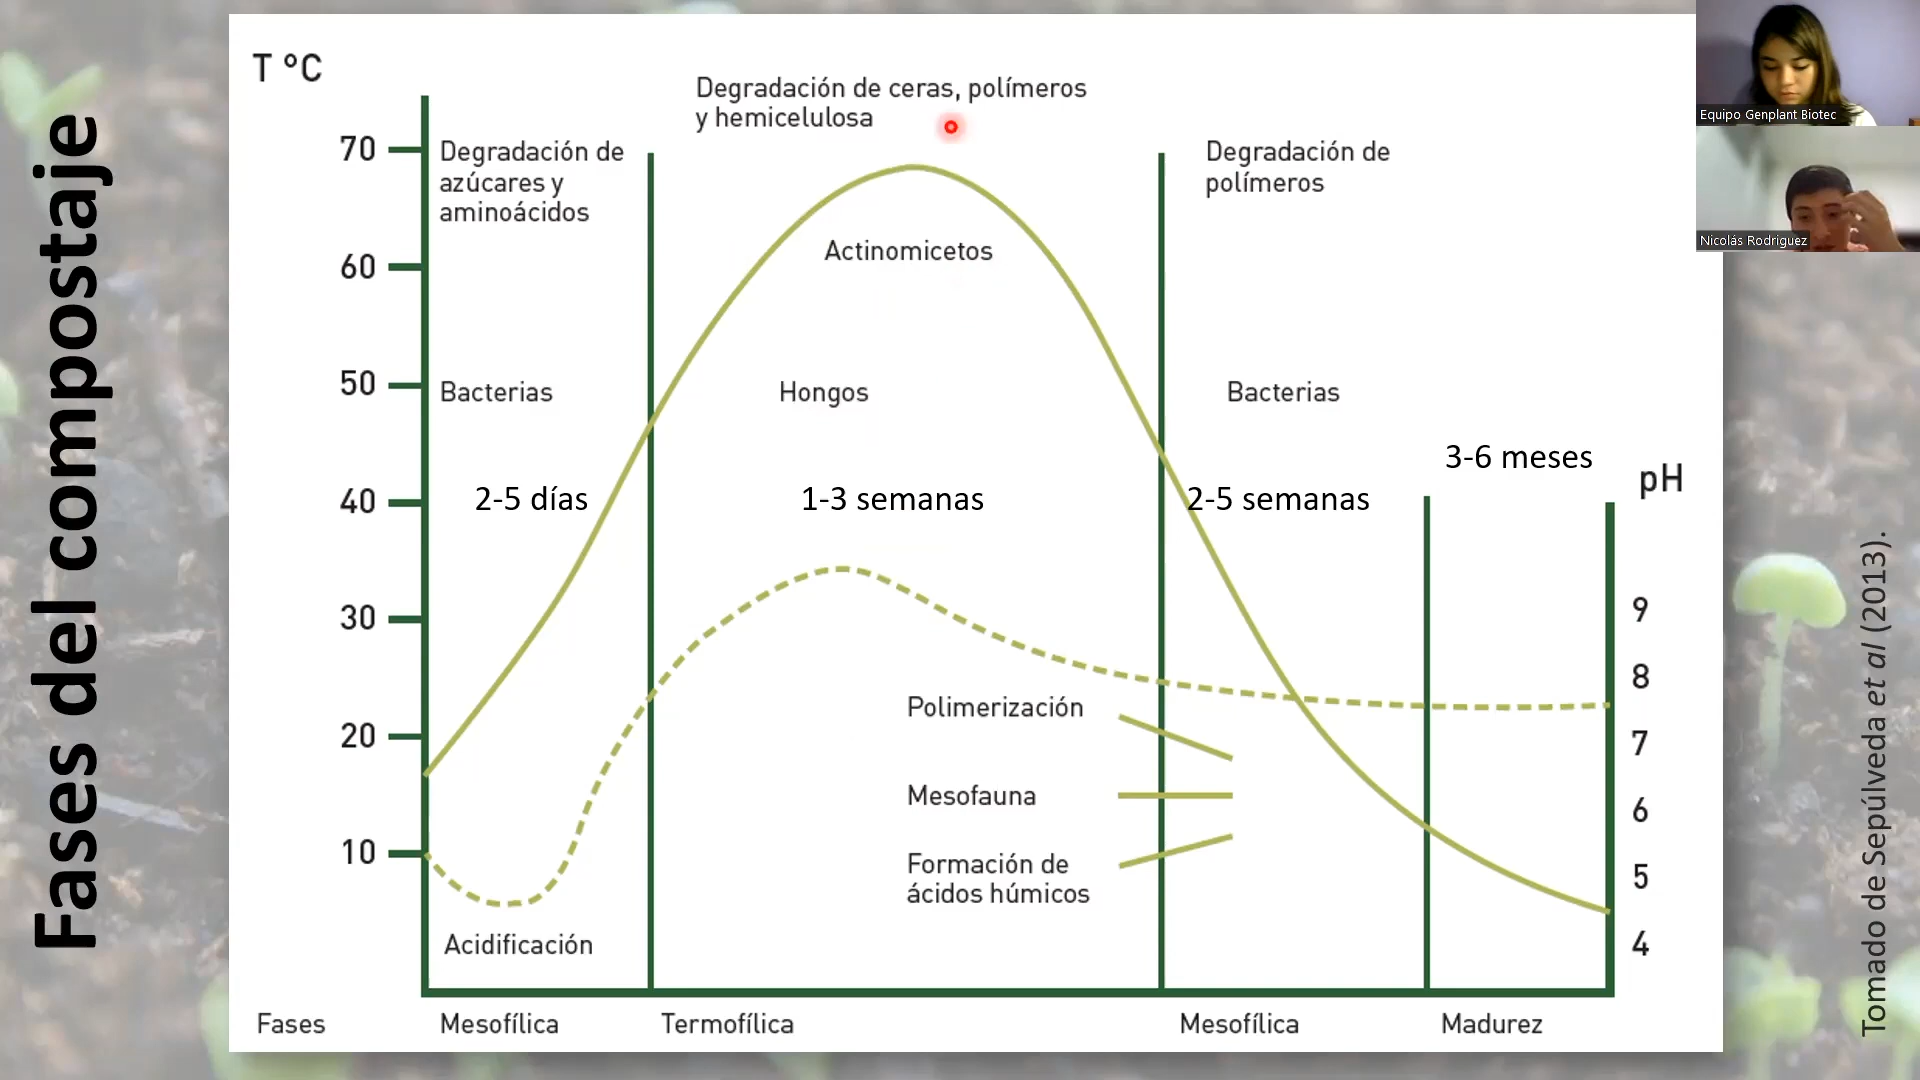 Fases del compostaje
T °C
Degradación de ceras, polímeros
y hemicelulosa
70
Degradación de
azúcares y
aminoácidos
Degradación de
polímeros
60
Actinomicetos
50
Bacterias
Hongos
Bacterias
3-6 meses
pH
40
2-5 días
1-3 semanas
2-5 semanas
30
9
8
Polimerización
20
7
Mesofauna
6
10
Formación de
ácidos húmicos
5
Acidificación
4
Fases
Mesofílica
Termofílica
Mesofílica
Madurez
Tomado de Sepúlveda et al (2013).
Equipo Genplant Biotec
Nicolás Rodriguez